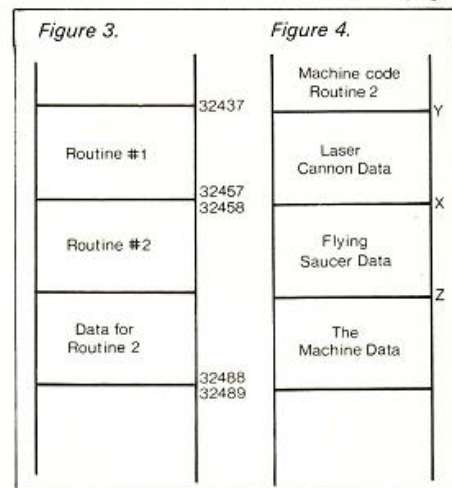 Figure 3.
32437
Routine #1
32457
32458
Routine #2
Data for
Routine 2
32488
32489
Figure 4.
Machine code
Routine 2
Y
Laser
Cannon Data
X
Flying
Saucer Data
Z
The
Machine Data